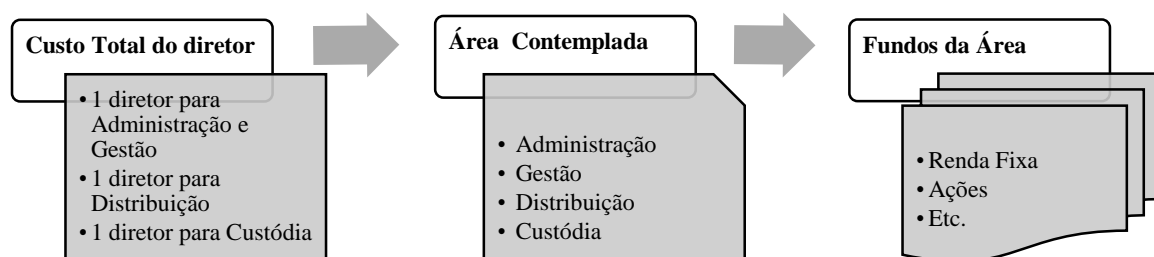 Custo Total do diretor
• 1 diretor para
Administração e
Gestão
• 1 diretor para
Distribuição
• 1 diretor para Custódia
Área Contemplada
• Administração
• Gestão
• Distribuição
• Custódia
Fundos da Área
• Renda Fixa
• Ações
• Etc.